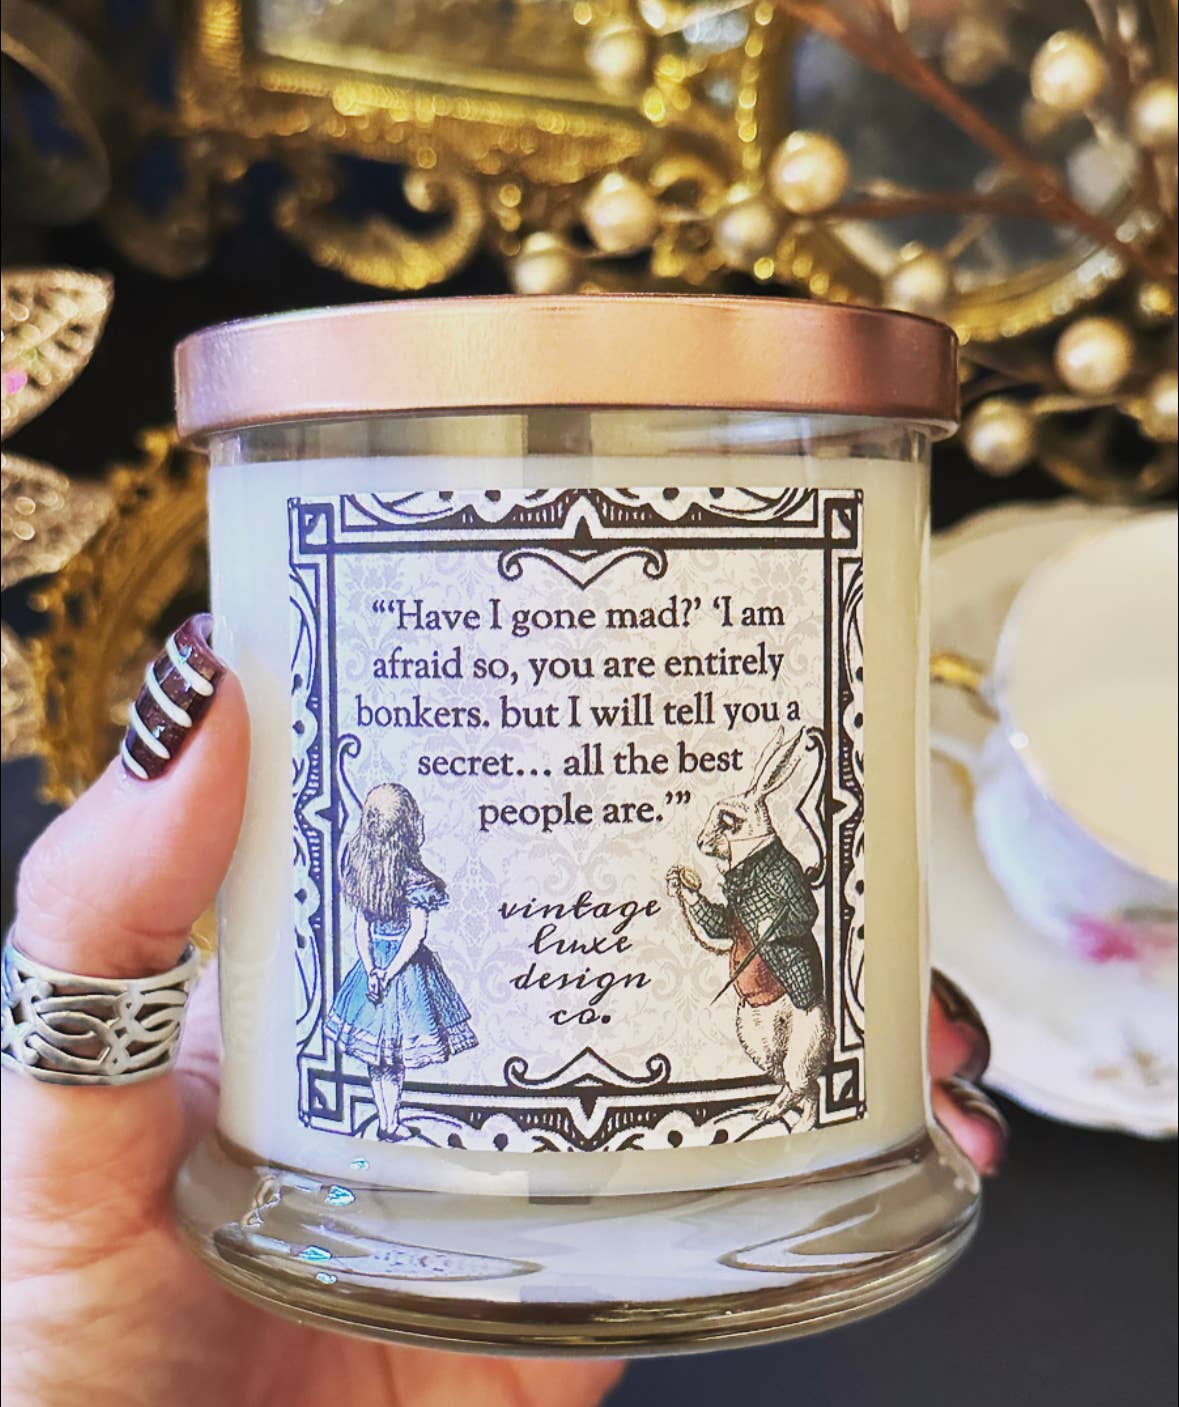 “‘Have I gone mad?’ ‘I am
afraid so, you are entirely
bonkers. but I will tell you a
secret... all the best
people are.’”
vintage
luxe
design
co.